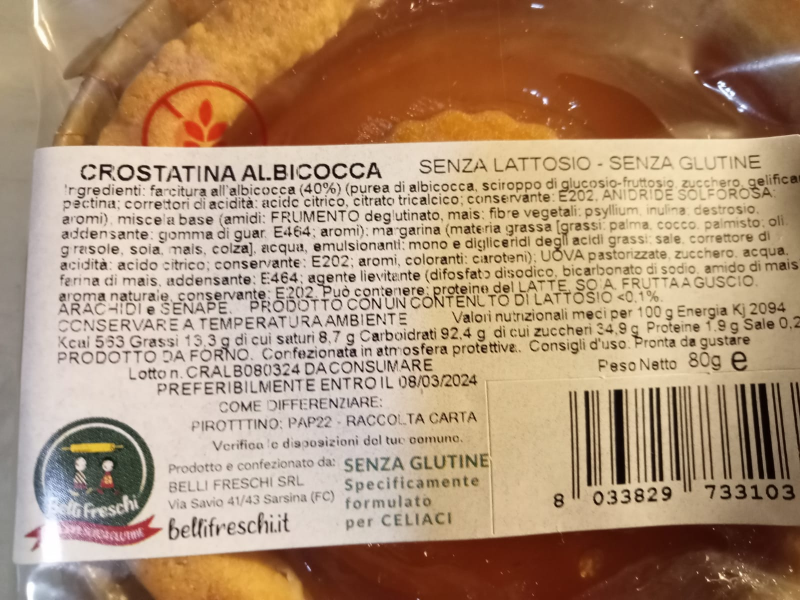 CROSTATINA ALBICOCCA SENZA LATTOSIO - SENZA GLUTINE
Ingredienti: farcitura all'albicocca (40%) (purea di albicocca, sciroppo di glucosio-fruttosio, zucchero, gelifican
pectina; correttori di acidità: acido citrico, citrato tricalcico; conservante: E202, ANIDRIDE SOLFOROSA:
aromi), miscela base (amidi: FRUMENTO deglutinato, mais; fibre vegetali: psyllium, inulina, destrosio,
addensante: gomma di guar, E464; aromi); margarina (materia grassa [grassi: palma, cocco, palmisto, oli:
girasole, soia, mais, colza], acqua, emulsionanti: mono e digliceridi degli acidi grassi; sale, correttore di
acidità: acido citrico; conservante: E202; aromi, coloranti: caroteni); UOVA pastorizzate, zucchero, acqua,
farina di mais, addensante: E464; agente lievitante (difosfato disodico, bicarbonato di sodio, amido di mais
aroma naturale, conservante: E202. Può contenere: proteine del LATTE, SOIA, FRUTTA A GUSCIO,
ARACHIDI e SENAPE. PRODOTTO CON UN CONTENUTO DI LATTOSIO <0,1%.
CONSERVARE A TEMPERATURA AMBIENTE Valori nutrizionali medi per 100 g Energia Kj 2094
Kcal 563 Grassi 13,3 g di cui saturi 8,7 g Carboidrati 92,4 g di cui zuccheri 34,9 g Proteine 1,9 g Sale 0,2
PRODOTTO DA FORNO. Confezionata in atmosfera protettiva. Consigli d'uso: Pronta da gustare
Lotto n. CRALB080324 DA CONSUMARE Peso Netto 80g e
PREFERIBILMENTE ENTRO IL 08/03/2024
COME DIFFERENZIARE:
PIROTTTINO: PAP22 - RACCOLTA CARTA
Verifica le disposizioni del tuo comune.
Prodotto e confezionato da:
BELLI FRESCHI SRL
Via Savio 41/43 Sarsina (FC)
bellifreschi.it
SENZA GLUTINE
Specificamente
formulato
per CELIACI
Belli Freschi
8 033829 733103